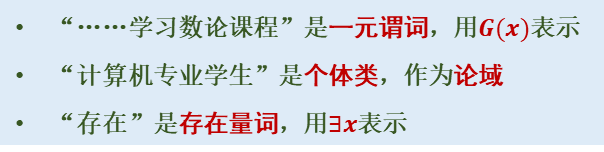 • “……学习数论课程”是一元谓词，用G(x)表示
• “计算机专业学生”是个体类，作为论域
• “存在”是存在量词，用∃x表示